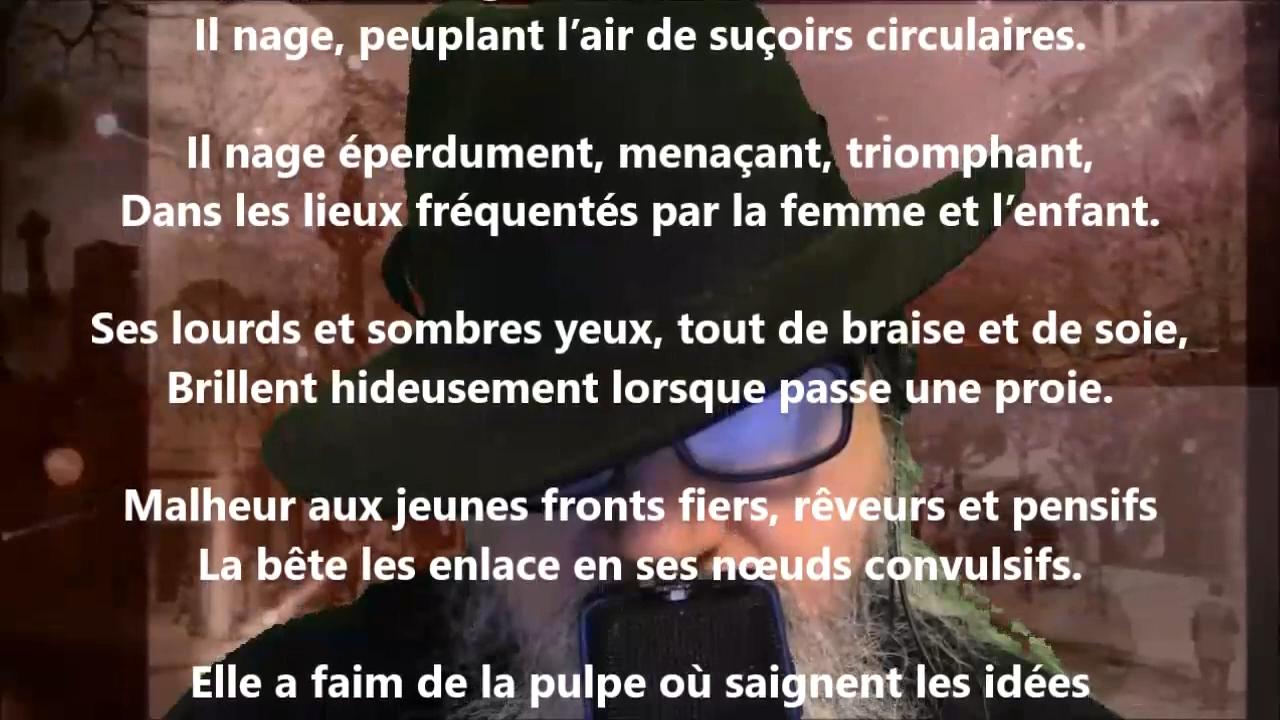 Il nage, peuplant l’air de suçoirs circulaires.
Il nage éperdument, menaçant, triomphant,
Dans les lieux fréquentés par la femme et l’enfant.
Ses lourds et sombres yeux, tout de braise et de soie,
Brillent hideusement lorsque passe une proie.
Malheur aux jeunes fronts fiers, rêveurs et pensifs
La bête les enlace en ses nœuds convulsifs.
Elle a faim de la pulpe où saignent les idées